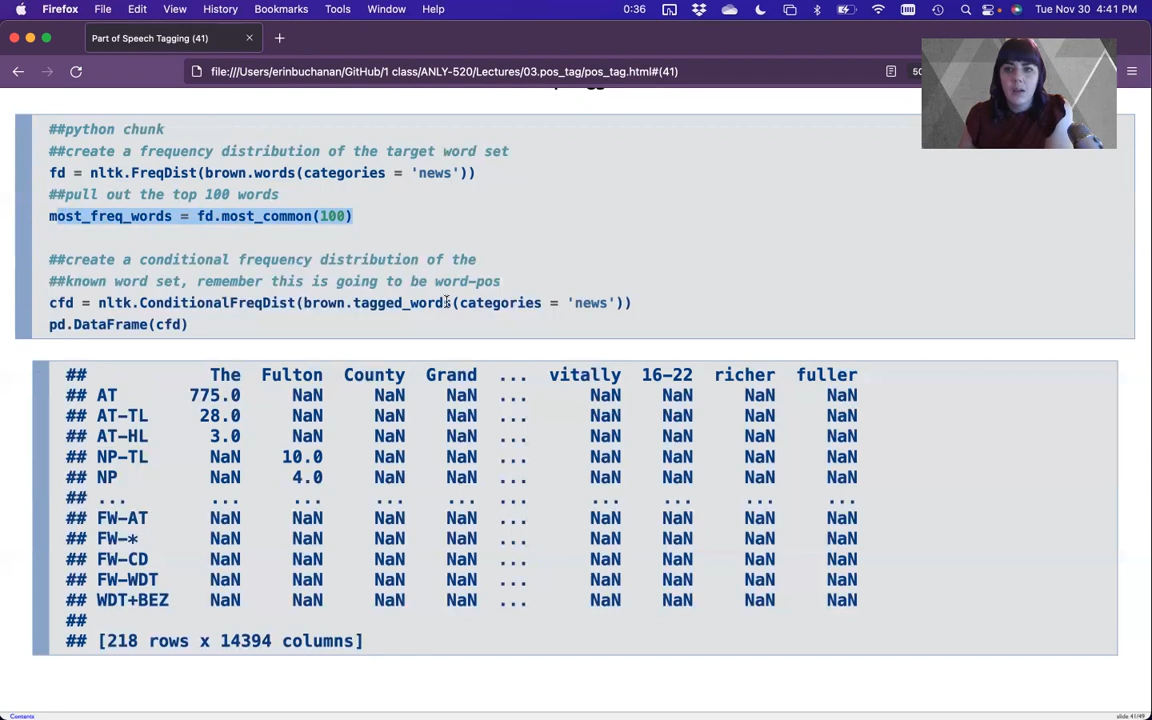 Firefox File Edit View History Bookmarks Tools Window Help 0:36 Tue Nov 30 4:41 PM
Part of Speech Tagging (41)
file:///Users/erinbuchanan/GitHub/1 class/ANLY-520/Lectures/03.pos_tag/pos_tag.html#(41) 50
##python chunk
##create a frequency distribution of the target word set
fd = nltk.FreqDist(brown.words(categories = 'news'))
##pull out the top 100 words
most_freq_words = fd.most_common(100)
##create a conditional frequency distribution of the
##known word set, remember this is going to be word-pos
cfd = nltk.ConditionalFreqDist(brown.tagged_words(categories = 'news'))
pd.DataFrame(cfd)
## The Fulton County Grand ... vitally 16-22 richer fuller
## AT 775.0 NaN NaN NaN ... NaN NaN NaN NaN
## AT-TL 28.0 NaN NaN NaN ... NaN NaN NaN NaN
## AT-HL 3.0 NaN NaN NaN ... NaN NaN NaN NaN
## NP-TL NaN 10.0 NaN NaN ... NaN NaN NaN NaN
## NP NaN 4.0 NaN NaN ... NaN NaN NaN NaN
## ... ... ... ... ... ... ... ... ... ...
## FW-AT NaN NaN NaN NaN ... NaN NaN NaN NaN
## FW-* NaN NaN NaN NaN ... NaN NaN NaN NaN
## FW-CD NaN NaN NaN NaN ... NaN NaN NaN NaN
## FW-WDT NaN NaN NaN NaN ... NaN NaN NaN NaN
## WDT+BEZ NaN NaN NaN NaN ... NaN NaN NaN NaN
##
## [218 rows x 14394 columns]
Contents slide 41/49